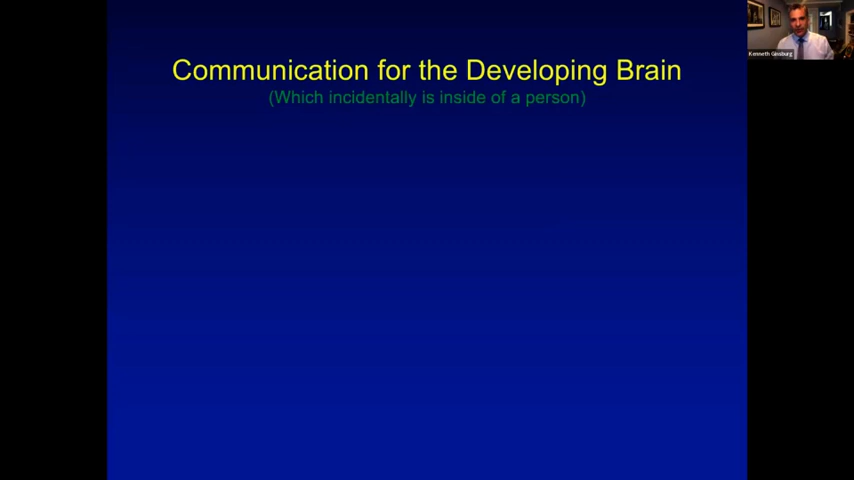 Communication for the Developing Brain
(Which incidentally is inside of a person)
Kenneth Ginsburg